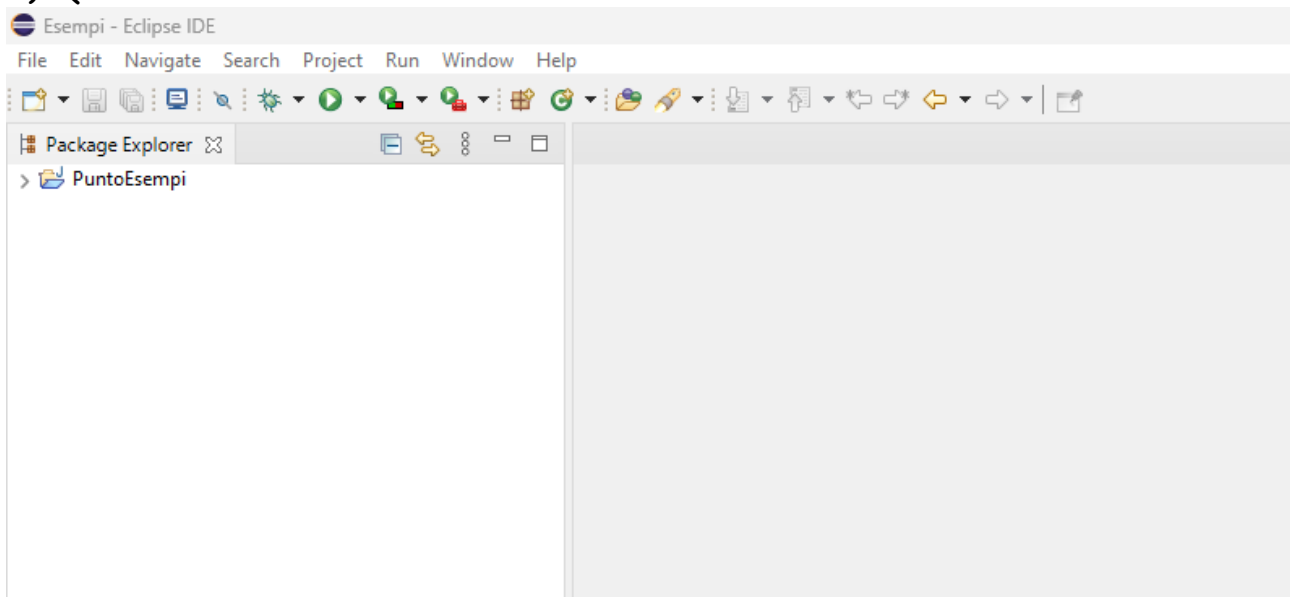 Esempi - Eclipse IDE
File Edit Navigate Search Project Run Window Help
Package Explorer
PuntoEsempi